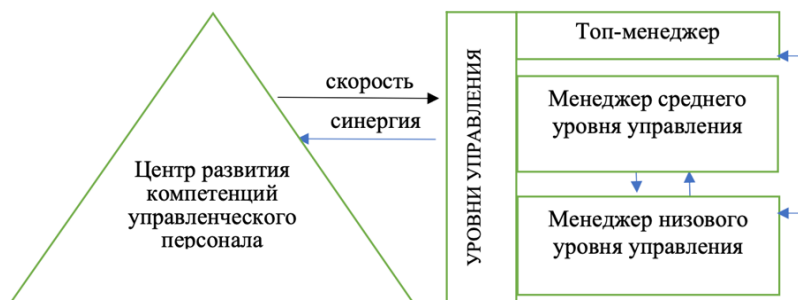 Центр развития
компетенций
управленческого
персонала
скорость
синергия
УРОВНИ УПРАВЛЕНИЯ
Топ-менеджер
Менеджер среднего
уровня управления
Менеджер низового
уровня управления